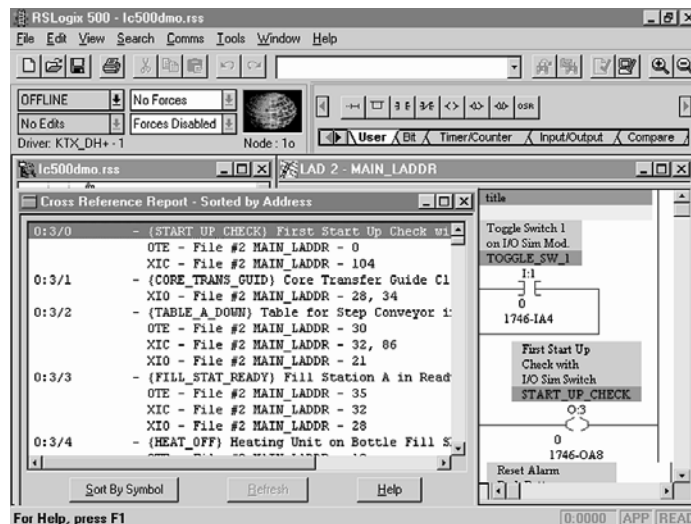 RSLogix 500 - lc500dmo.rss
File Edit View Search Comms Tools Window Help
OFFLINE No Forces
No Edits Forces Disabled
Driver: KTX_DH+ - 1 Node : 1o
OSR
User Bit Timer/Counter Input/Output Compare
lc500dmo.rss
LAD 2 - MAIN_LADDR
Cross Reference Report - Sorted by Address
O:3/0 - {START UP CHECK} First Start Up Check wi
OTE - File #2 MAIN_LADDR - 0
XIC - File #2 MAIN_LADDR - 104
O:3/1 - {CORE_TRANS_GUID} Core Transfer Guide Cl
XIO - File #2 MAIN_LADDR - 28, 34
O:3/2 - {TABLE_A_DOWN} Table for Step Conveyor i
OTE - File #2 MAIN_LADDR - 30
XIC - File #2 MAIN_LADDR - 32, 86
XIO - File #2 MAIN_LADDR - 21
O:3/3 - {FILL_STAT_READY} Fill Station A in Read
OTE - File #2 MAIN_LADDR - 35
XIC - File #2 MAIN_LADDR - 32
XIO - File #2 MAIN_LADDR - 28
O:3/4 - {HEAT_OFF} Heating Unit on Bottle Fill S
Sort By Symbol Refresh Help
title
Toggle Switch 1
on I/O Sim Mod.
TOGGLE_SW_1
I:1
0
1746-IA4
First Start Up
Check with
I/O Sim Switch
START_UP_CHECK
O:3
0
1746-OA8
Reset Alarm
For Help, press F1
0:0000 APP READ